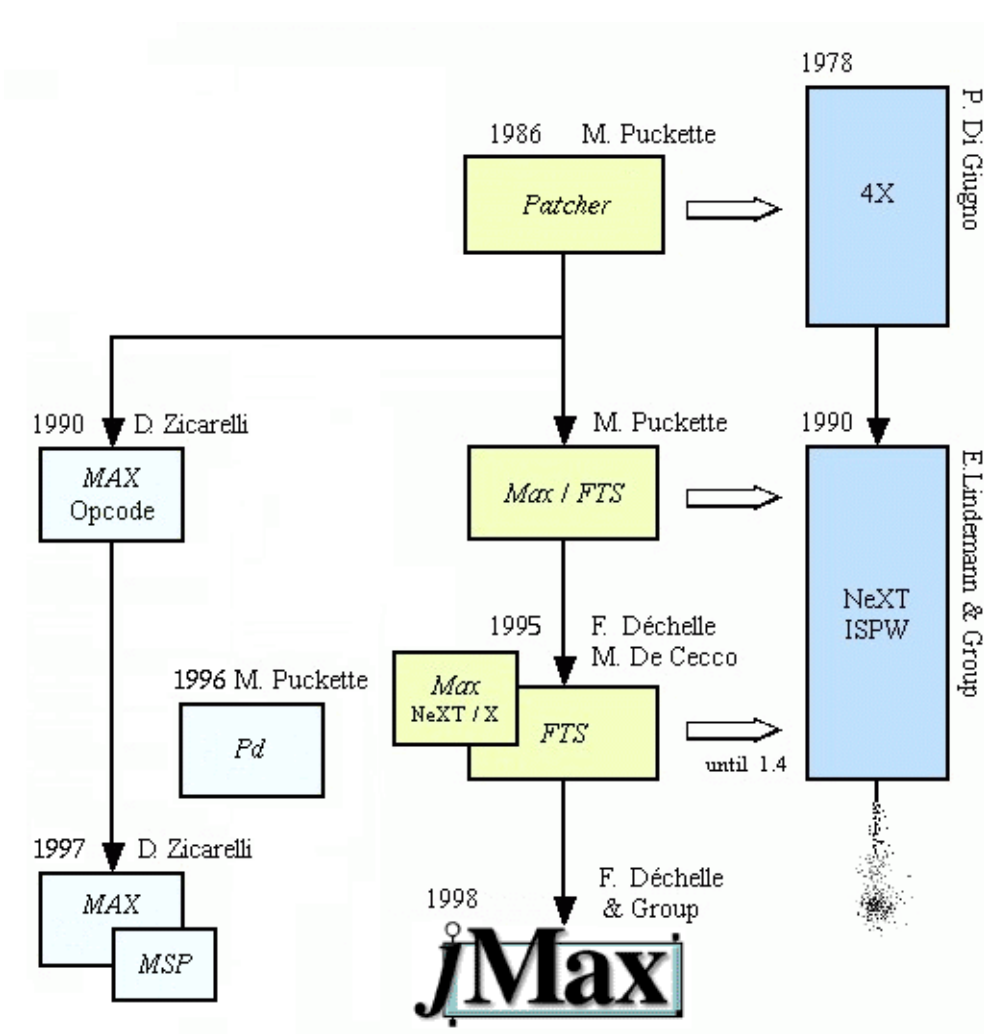 1978
P. Di Giugno
1986 M. Puckette
Patcher
4X
1990 D. Zicarelli
M. Puckette
1990
MAX
Opcode
Max / FTS
E.Lindemann & Group
NeXT
ISPW
1995 F. Déchelle
M. De Cecco
1996 M. Puckette
Max
NeXT / X
FTS
Pd
until 1.4
1997 D. Zicarelli
MAX
MSP
F. Déchelle
& Group
1998
jMax